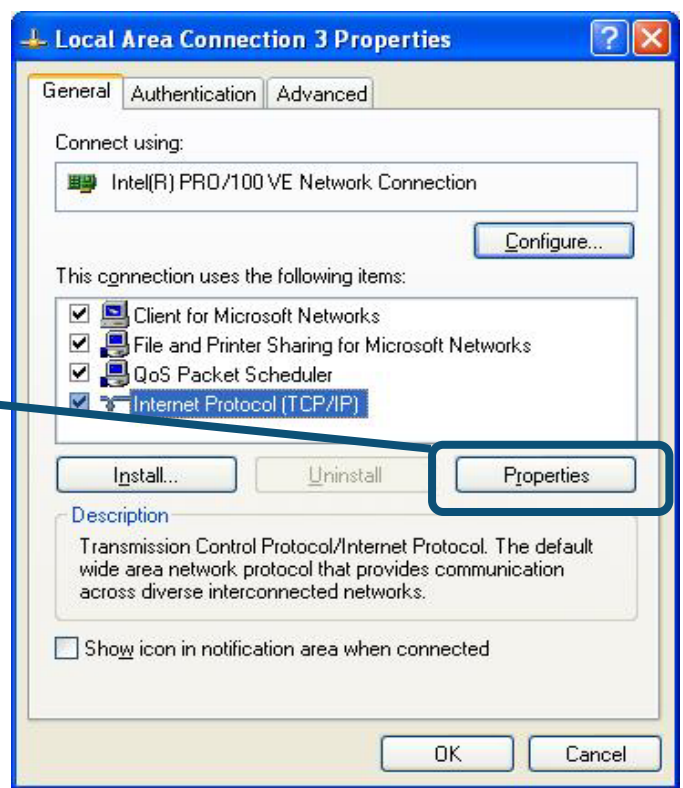 Local Area Connection 3 Properties
General Authentication Advanced
Connect using:
Intel(R) PRO/100 VE Network Connection
Configure...
This connection uses the following items:
Client for Microsoft Networks
File and Printer Sharing for Microsoft Networks
QoS Packet Scheduler
Internet Protocol (TCP/IP)
Install... Uninstall Properties
Description
Transmission Control Protocol/Internet Protocol. The default
wide area network protocol that provides communication
across diverse interconnected networks.
Show icon in notification area when connected
OK Cancel